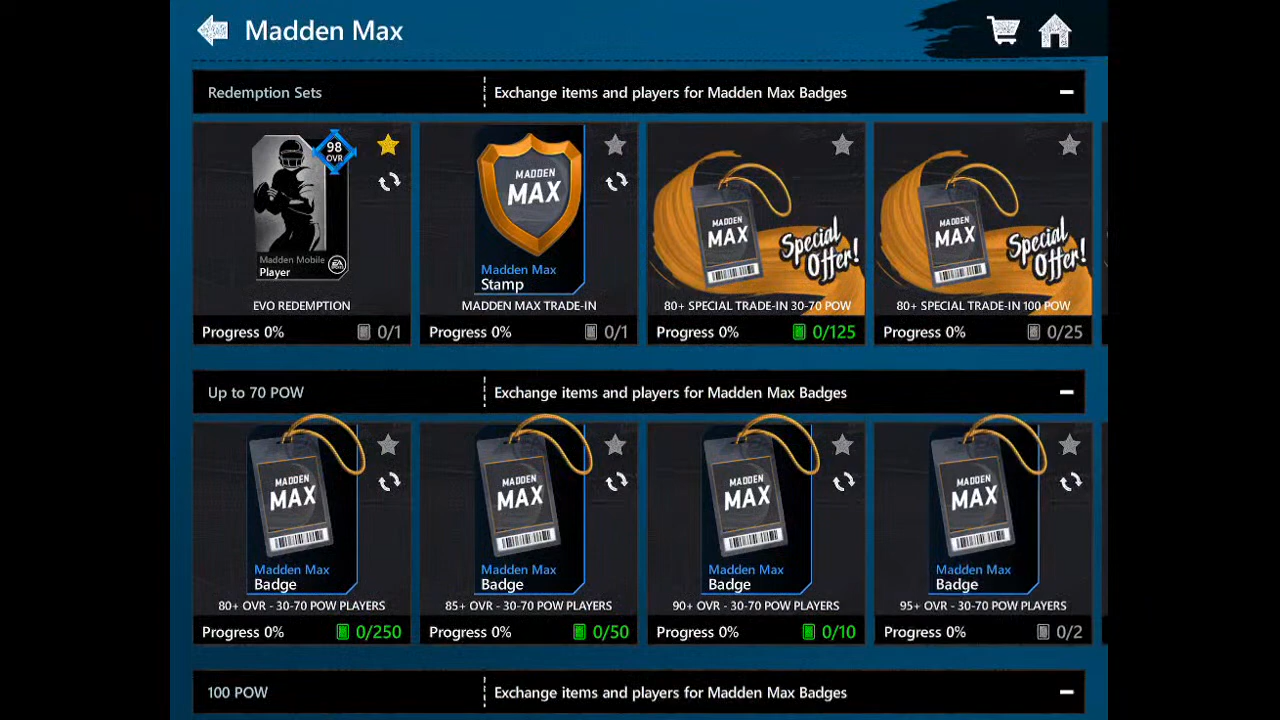 Madden Max
Redemption Sets
Exchange items and players for Madden Max Badges
98
OVR
Madden Mobile
Player
EA
SPORTS
EVO REDEMPTION
Progress 0%
0/1
MADDEN
MAX
Madden Max
Stamp
MADDEN MAX TRADE-IN
Progress 0%
0/1
MADDEN
MAX
Special
Offer!
80+ SPECIAL TRADE-IN 30-70 POW
Progress 0%
0/125
MADDEN
MAX
Special
Offer!
80+ SPECIAL TRADE-IN 100 POW
Progress 0%
0/25
Up to 70 POW
Exchange items and players for Madden Max Badges
MADDEN
MAX
Madden Max
Badge
80+ OVR - 30-70 POW PLAYERS
Progress 0%
0/250
MADDEN
MAX
Madden Max
Badge
85+ OVR - 30-70 POW PLAYERS
Progress 0%
0/50
MADDEN
MAX
Madden Max
Badge
90+ OVR - 30-70 POW PLAYERS
Progress 0%
0/10
MADDEN
MAX
Madden Max
Badge
95+ OVR - 30-70 POW PLAYERS
Progress 0%
0/2
100 POW
Exchange items and players for Madden Max Badges